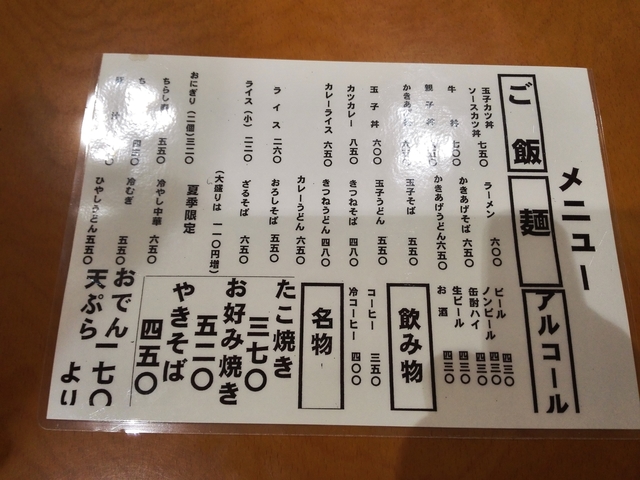 メニュー
ご飯
玉子カツ丼
ソースカツ丼 七五〇
牛丼 七〇〇
親子丼
かきあげ丼
玉子丼 六〇〇
カツカレー 八五〇
カレーライス 六五〇
ライス 二六〇
ライス(小) 二二〇
おにぎり(二個)三二〇
ちらし 五五〇
麺
ラーメン 六〇〇
かきあげそば 六五〇
かきあげうどん 六五〇
玉子そば 五五〇
玉子うどん 五五〇
きつねそば 四八〇
きつねうどん 四八〇
カレーうどん 六五〇
おろしそば 六五〇
ざるそば 六五〇
(大盛りは 一一〇円増)
夏季限定
冷やし中華 六五〇
冷むぎ 五五〇
ひやしうどん 五五〇
アルコール
ビール 四三〇
ノンビール 四三〇
缶酎ハイ 四三〇
生ビール 四三〇
お酒
飲み物
コーヒー 三五〇
冷コーヒー 四〇〇
名物
たこ焼き
三七〇
お好み焼き
五二〇
やきそば
四五〇
おでん一七〇
天ぷら よい